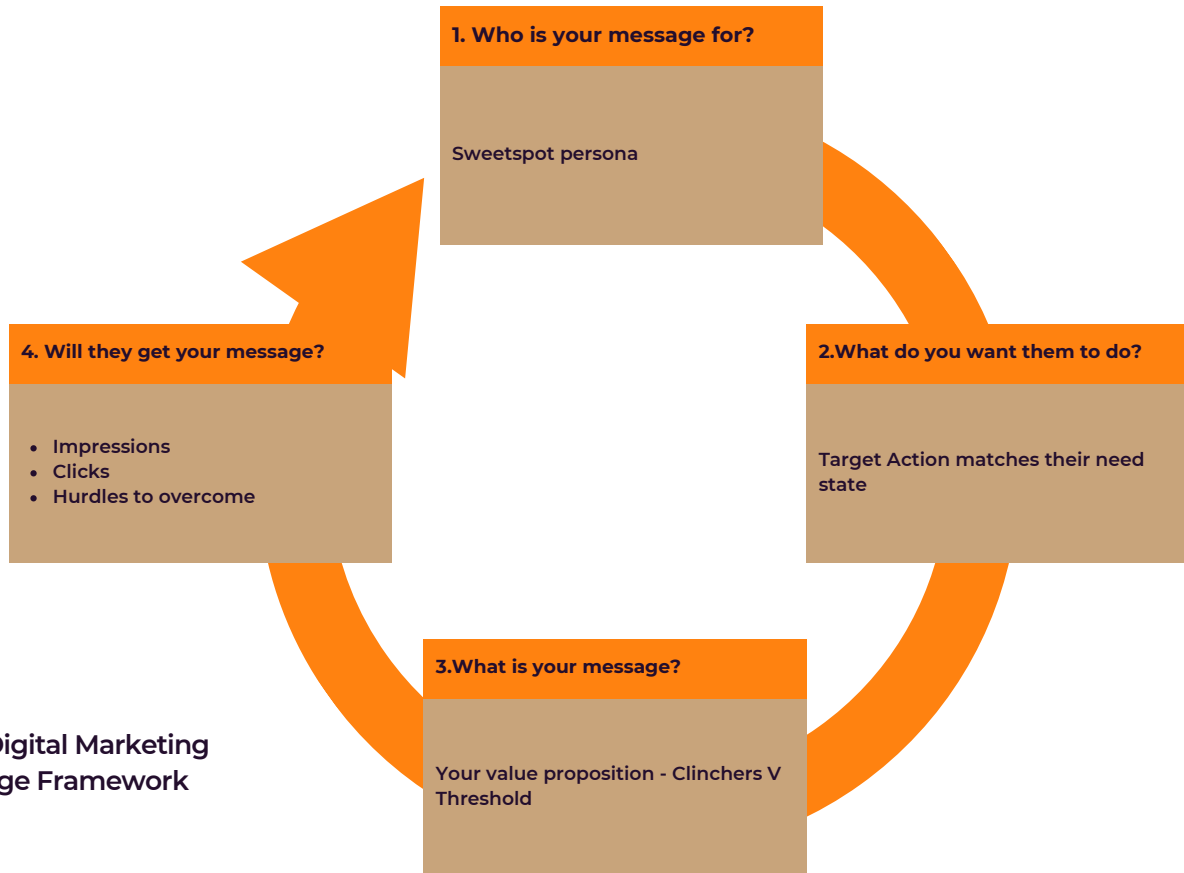 1. Who is your message for?
Sweetspot persona
4. Will they get your message?
• Impressions
• Clicks
• Hurdles to overcome
2.What do you want them to do?
Target Action matches their need
state
3.What is your message?
Your value proposition - Clinchers V
Threshold
Digital Marketing
ge Framework